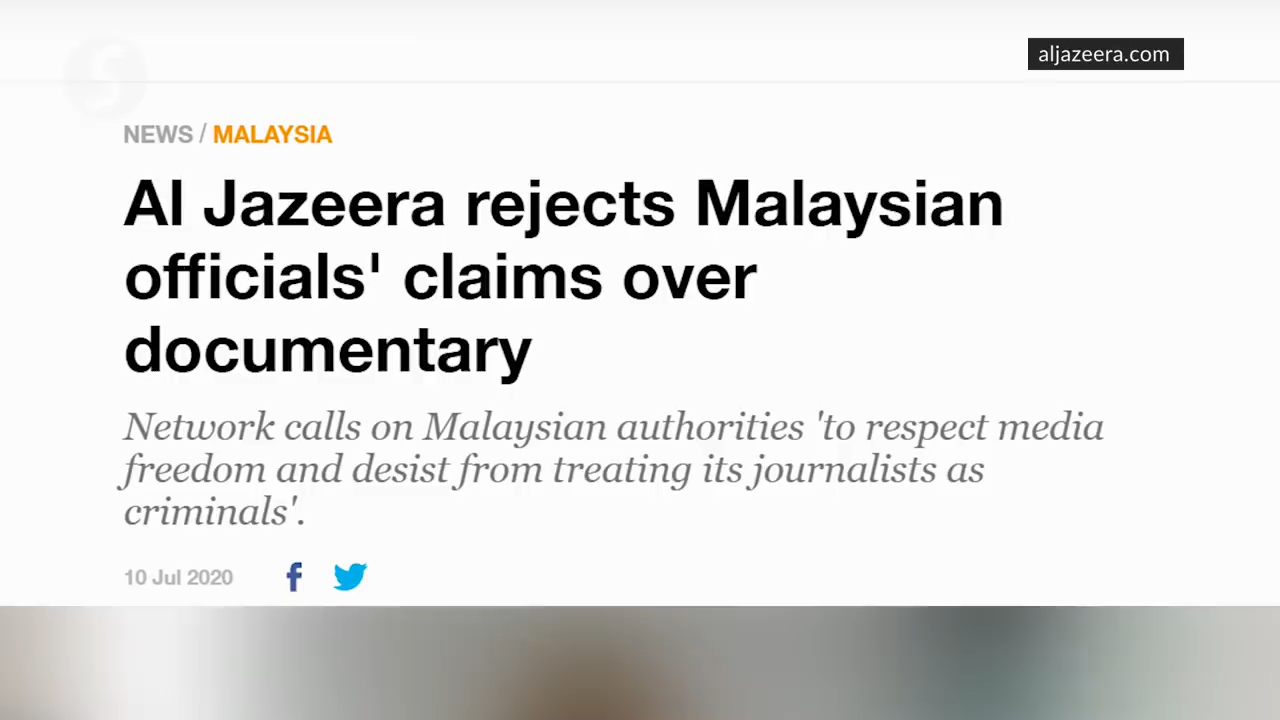 aljazeera.com
NEWS / MALAYSIA
Al Jazeera rejects Malaysian
officials' claims over
documentary
Network calls on Malaysian authorities 'to respect media
freedom and desist from treating its journalists as
criminals'.
10 Jul 2020